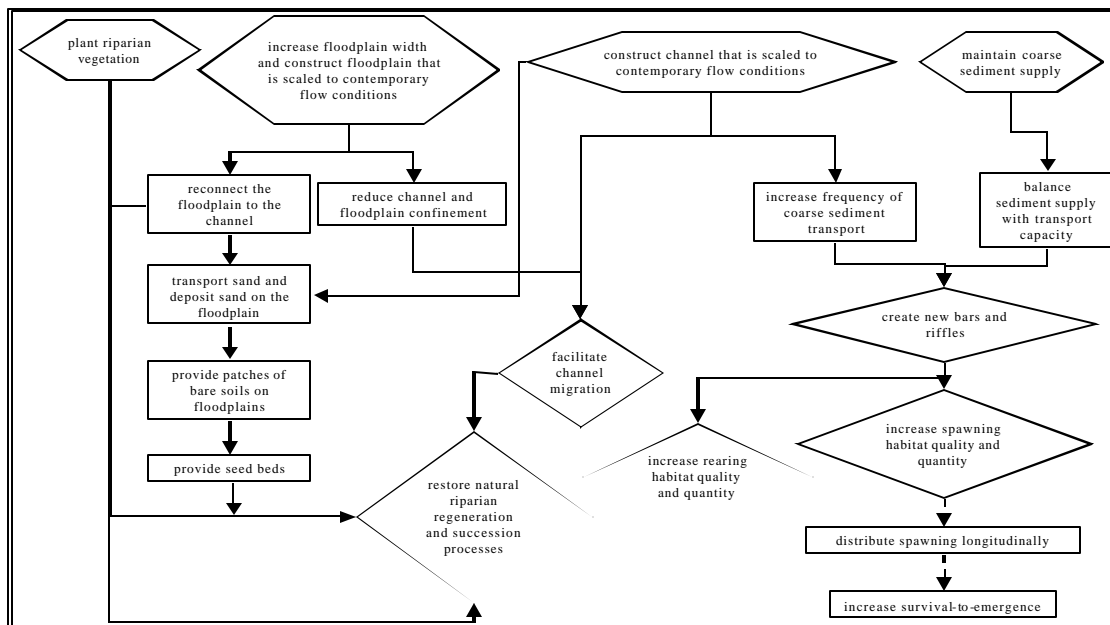 plant riparian
vegetation
increase floodplain width
and construct floodplain that
is scaled to contemporary
flow conditions
construct channel that is scaled to
contemporary flow conditions
maintain coarse
sediment supply
reconnect the
floodplain to the
channel
reduce channel and
floodplain confinement
increase frequency of
coarse sediment
transport
balance
sediment supply
with transport
capacity
transport sand and
deposit sand on the
floodplain
create new bars and
riffles
facilitate
channel
migration
provide patches of
bare soils on
floodplains
increase spawning
habitat quality and
quantity
increase rearing
habitat quality
and quantity
provide seed beds
restore natural
riparian
regeneration
and succession
processes
distribute spawning longitudinally
increase survival-to-emergence